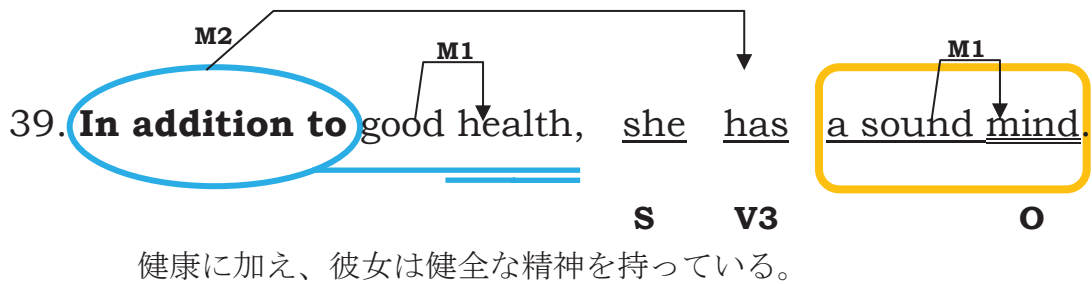 M2
M1 M1
39. In addition to good health, she has a sound mind.
S V3 O
健康に加え、彼女は健全な精神を持っている。